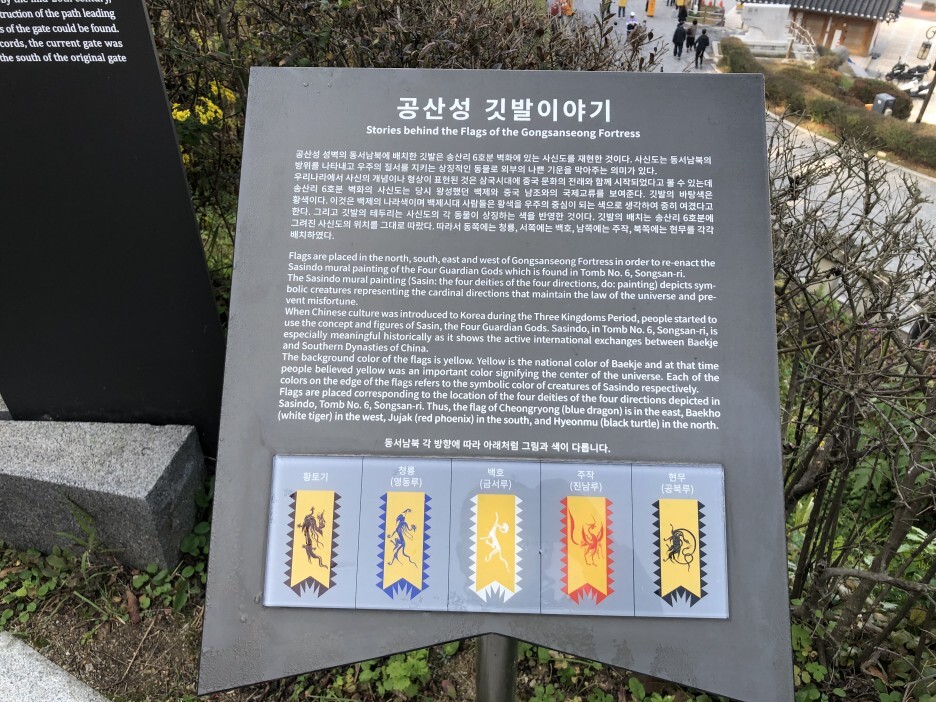 by the mid-20th century,
truction of the path leading
s of the gate could be found.
cords, the current gate was
the south of the original gate
공산성 깃발이야기
Stories behind the Flags of the Gongsanseong Fortress
공산성 성벽의 동서남북에 배치한 깃발은 송산리 6호분 벽화에 있는 사신도를 재현한 것이다. 사신도는 동서남북의
방위를 나타내고 우주의 질서를 지키는 상징적인 동물로 외부의 나쁜 기운을 막아주는 의미가 있다.
우리나라에서 사신의 개념이나 형상이 표현된 것은 삼국시대에 중국 문화의 전래와 함께 시작되었다고 볼 수 있는데
송산리 6호분 벽화의 사신도는 당시 왕성했던 백제와 중국 남조와의 국제교류를 보여준다. 깃발의 바탕색은
황색이다. 이것은 백제의 나라색이며 백제시대 사람들은 황색을 우주의 중심이 되는 색으로 생각하여 중히 여겼다고
한다. 그리고 깃발의 테두리는 사신도의 각 동물이 상징하는 색을 반영한 것이다. 깃발의 배치는 송산리 6호분에
그려진 사신도의 위치를 그대로 따랐다. 따라서 동쪽에는 청룡, 서쪽에는 백호, 남쪽에는 주작, 북쪽에는 현무를 각각
배치하였다.
Flags are placed in the north, south, east and west of Gongsanseong Fortress in order to re-enact the
Sasindo mural painting of the Four Guardian Gods which is found in Tomb No. 6, Songsan-ri.
The Sasindo mural painting (Sasin: the four deities of the four directions, do: painting) depicts sym-
bolic creatures representing the cardinal directions that maintain the law of the universe and pre-
vent misfortune.
When Chinese culture was introduced to Korea during the Three Kingdoms Period, people started to
use the concept and figures of Sasin, the Four Guardian Gods. Sasindo, in Tomb No. 6, Songsan-ri, is
especially meaningful historically as it shows the active international exchanges between Baekje
and Southern Dynasties of China.
The background color of the flags is yellow. Yellow is the national color of Baekje and at that time
people believed yellow was an important color signifying the center of the universe. Each of the
colors on the edge of the flags refers to the symbolic color of creatures of Sasindo respectively.
Flags are placed corresponding to the location of the four deities of the four directions depicted in
Sasindo, Tomb No. 6, Songsan-ri. Thus, the flag of Cheongryong (blue dragon) is in the east, Baekho
(white tiger) in the west, Jujak (red phoenix) in the south, and Hyeonmu (black turtle) in the north.
동서남북 각 방향에 따라 아래처럼 그림과 색이 다릅니다.
황토기
청룡
(영동루)
백호
(금서루)
주작
(진남루)
현무
(공북루)